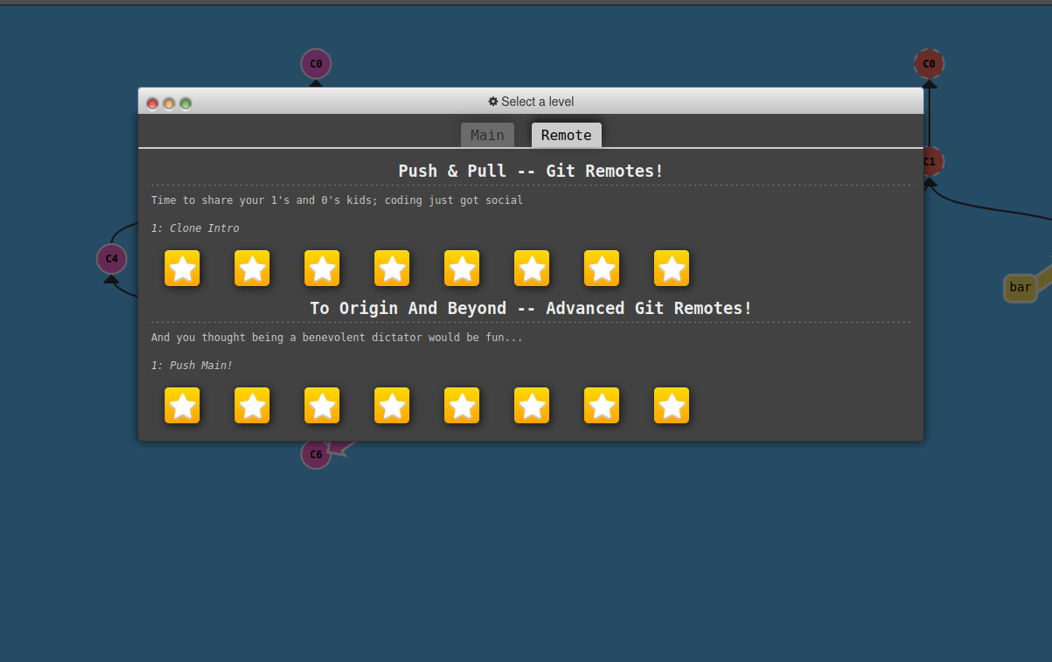 C0
C0
Select a level
Main
Remote
Push & Pull -- Git Remotes!
C1
Time to share your 1's and 0's kids; coding just got social
1: Clone Intro
C4
bar
To Origin And Beyond -- Advanced Git Remotes!
And you thought being a benevolent dictator would be fun...
1: Push Main!
C6